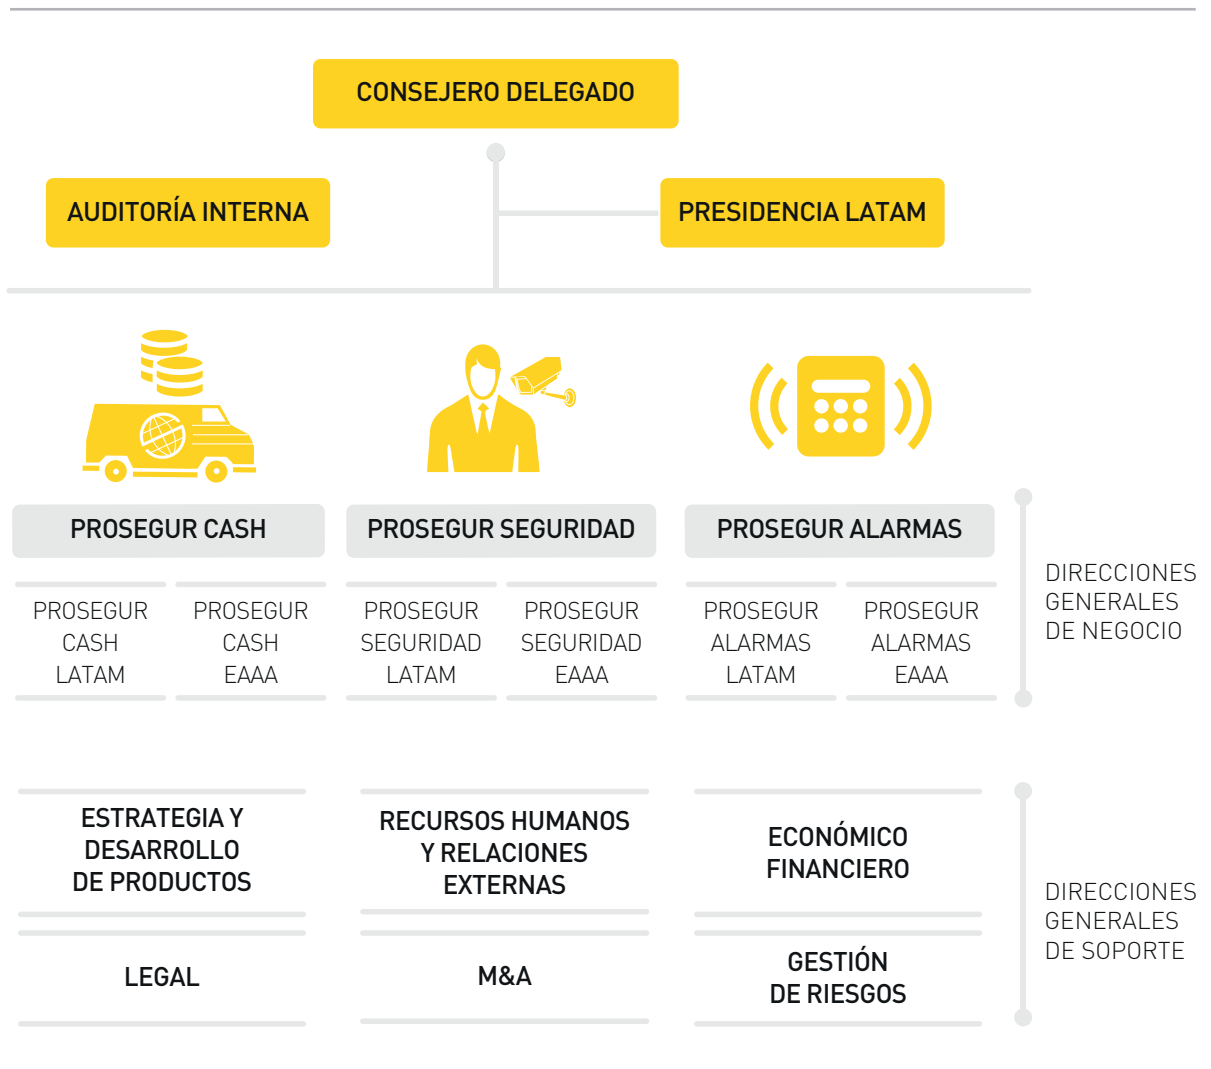 CONSEJERO DELEGADO
AUDITORÍA INTERNA
PRESIDENCIA LATAM
PROSEGUR CASH
PROSEGUR SEGURIDAD
PROSEGUR ALARMAS
PROSEGUR
CASH
LATAM
PROSEGUR
CASH
EAAA
PROSEGUR
SEGURIDAD
LATAM
PROSEGUR
SEGURIDAD
EAAA
PROSEGUR
ALARMAS
LATAM
PROSEGUR
ALARMAS
EAAA
DIRECCIONES
GENERALES
DE NEGOCIO
ESTRATEGIA Y
DESARROLLO
DE PRODUCTOS
RECURSOS HUMANOS
Y RELACIONES
EXTERNAS
ECONÓMICO
FINANCIERO
LEGAL
M&A
GESTIÓN
DE RIESGOS
DIRECCIONES
GENERALES
DE SOPORTE